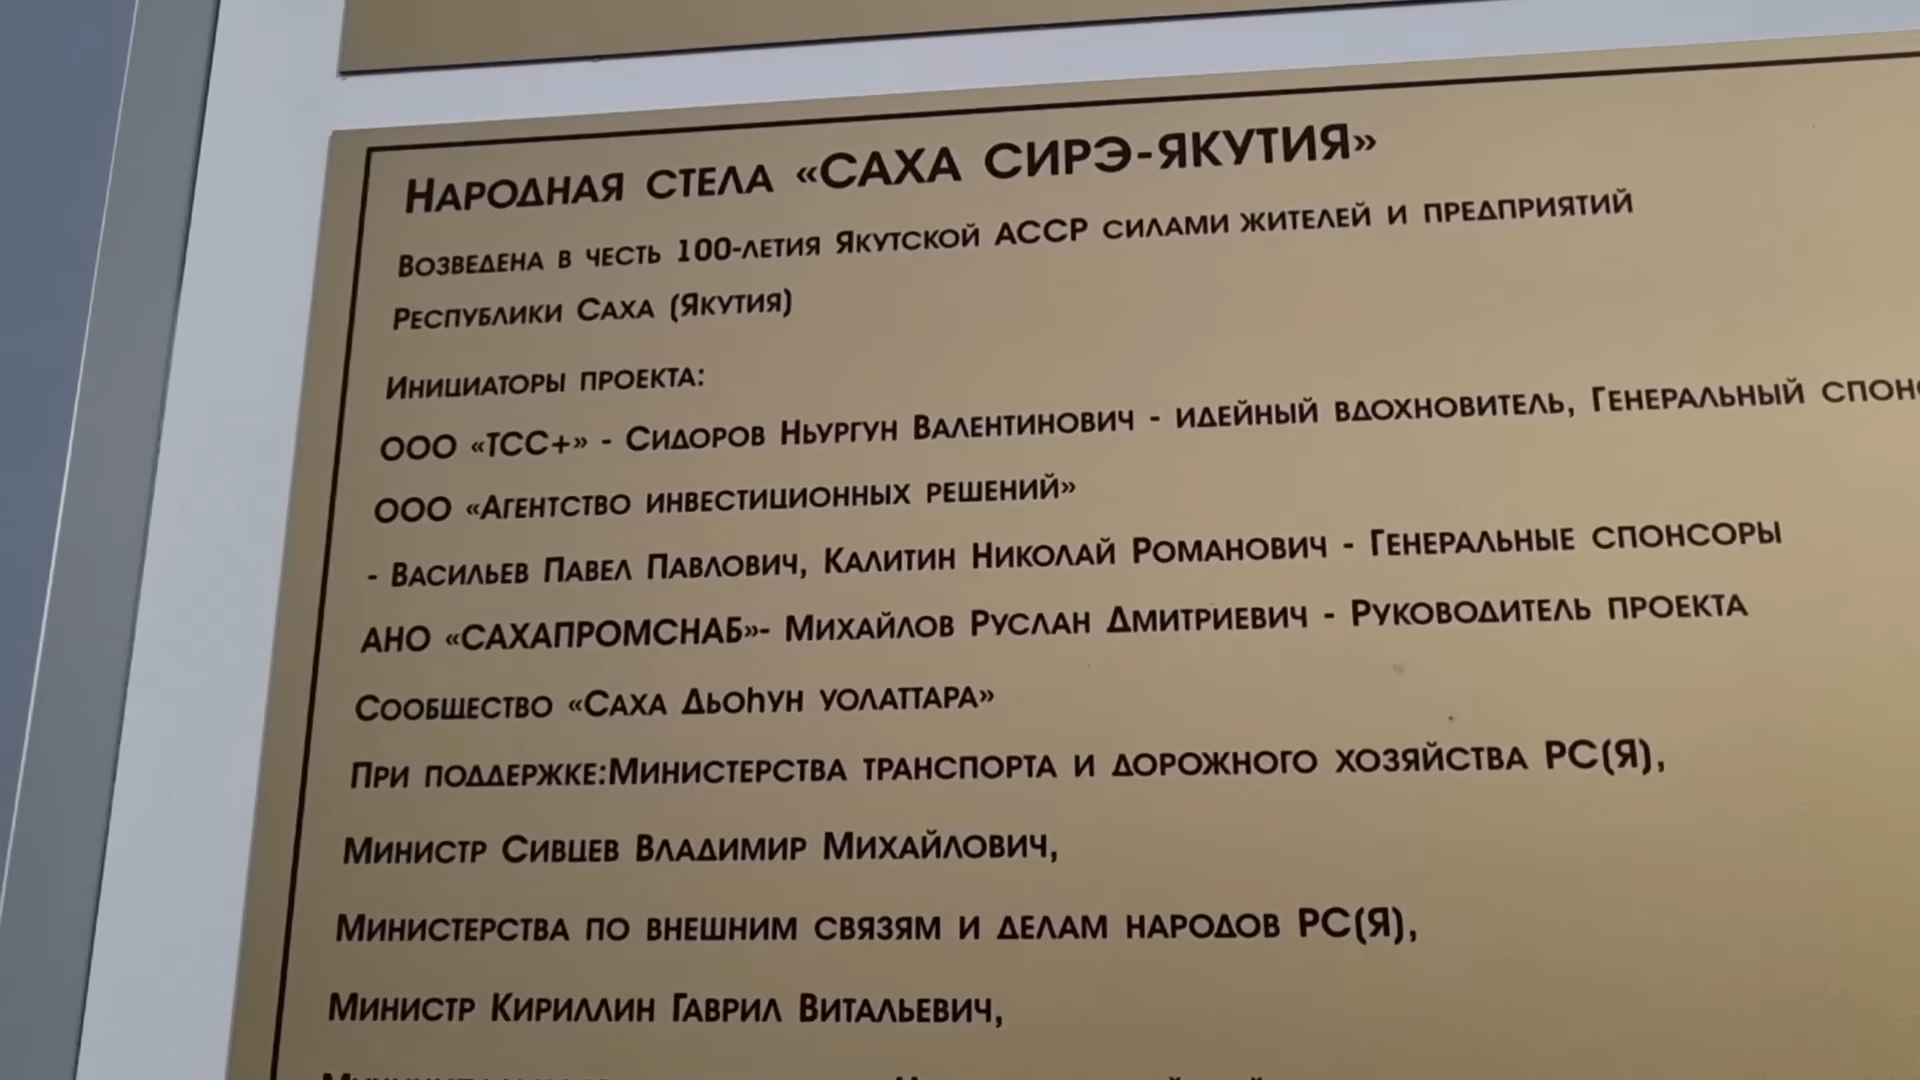 Народная стела «САХА СИРЭ-ЯКУТИЯ»
Возведена в честь 100-летия Якутской АССР силами жителей и предприятий
Республики Саха (Якутия)
Инициаторы проекта:
ООО «ТСС+» - Сидоров Ньургун Валентинович - идейный вдохновитель, Генеральный
ООО «Агентство инвестиционных решений»
- Васильев Павел Павлович, Калитин Николай Романович - Генеральные спонсоры
АНО «САХАПРОМСНАБ»- Михайлов Руслан Дмитриевич - Руководитель проекта
Сообщество «Саха Дьоһун уолаттара»
При поддержке:Министерства транспорта и дорожного хозяйства РС(Я),
Министр Сивцев Владимир Михайлович,
Министерства по внешним связям и делам народов РС(Я),
Министр Кириллин Гаврил Витальевич,